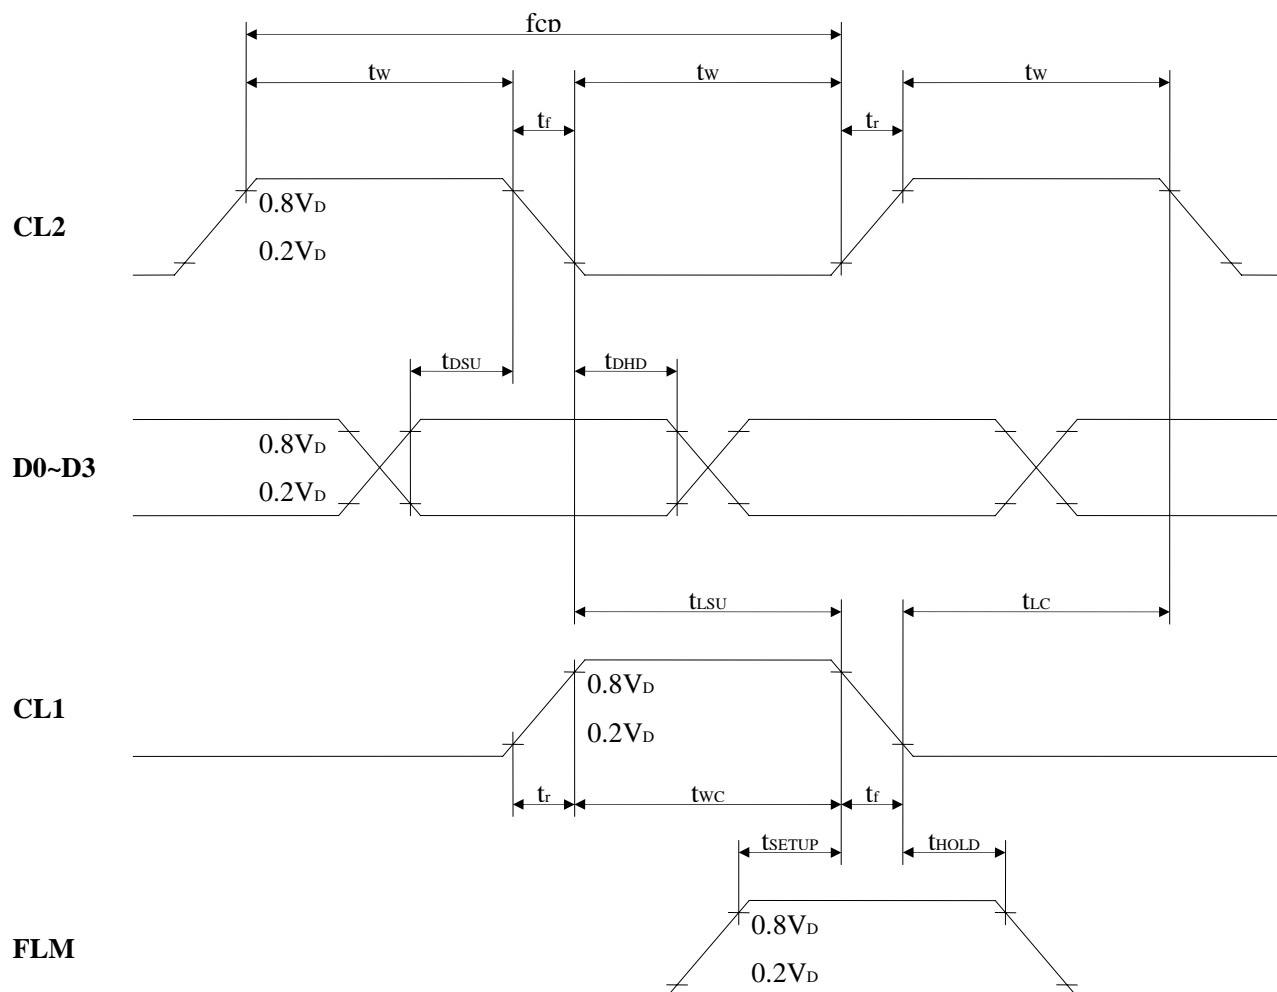 fcp
tW tW tW
tf tr
CL2
0.8VD
0.2VD
tDSU tDHD
D0~D3
0.8VD
0.2VD
tLSU tLC
CL1
0.8VD
0.2VD
tr tWC tf
tSETUP tHOLD
FLM
0.8VD
0.2VD